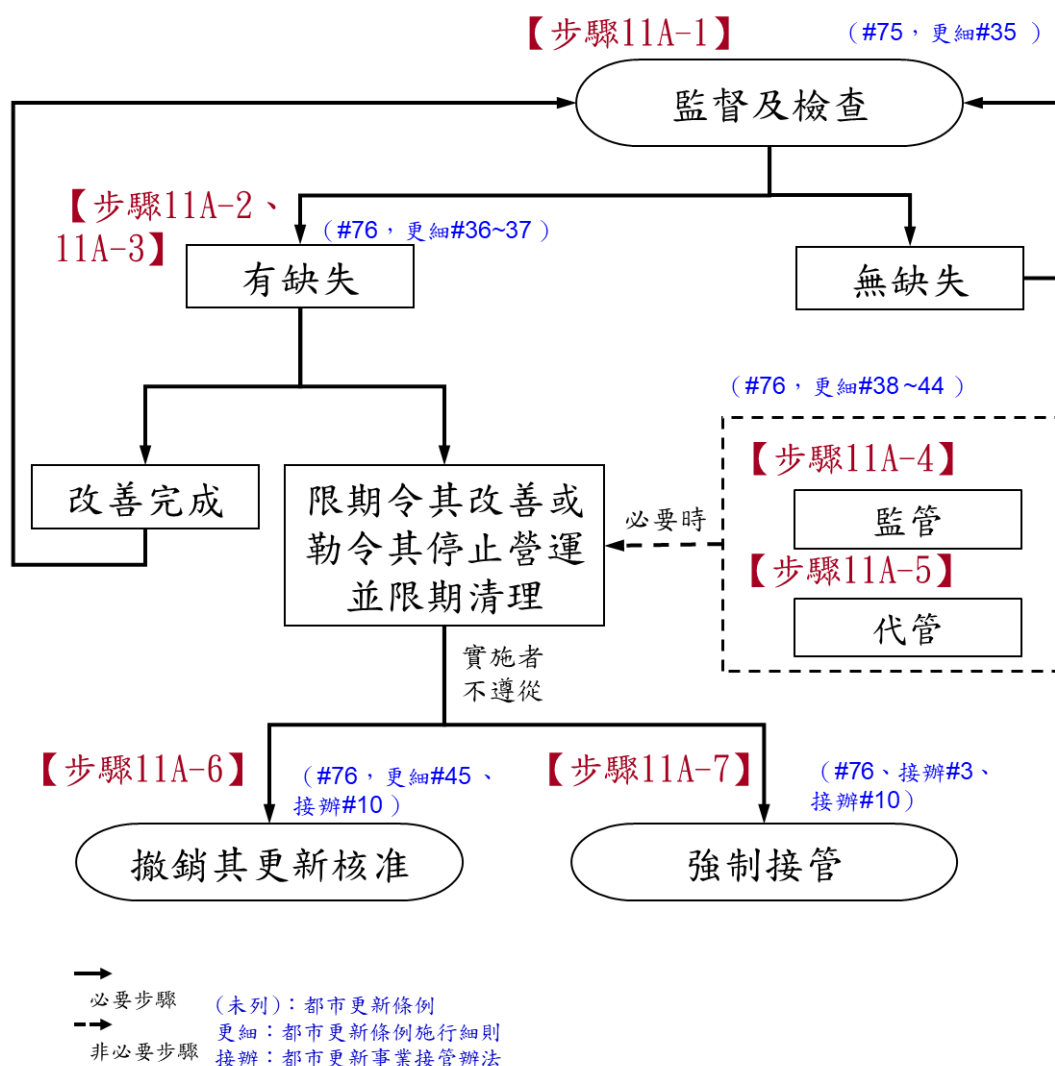 【步驟11A-1】
（#75，更細#35 ）
監督及檢查
【步驟11A-2、
11A-3】
（#76，更細#36~37 ）
有缺失
無缺失
（#76，更細#38~44 ）
改善完成
限期令其改善或
勒令其停止營運
並限期清理
必要時
【步驟11A-4】
監管
【步驟11A-5】
代管
實施者
不遵從
【步驟11A-6】
（#76，更細#45 、
接辦#10）
【步驟11A-7】
（#76、接辦#3、
接辦#10）
撤銷其更新核准
強制接管
必要步驟
非必要步驟
(未列)：都市更新條例
更細：都市更新條例施行細則
接辦：都市更新事業接管辦法